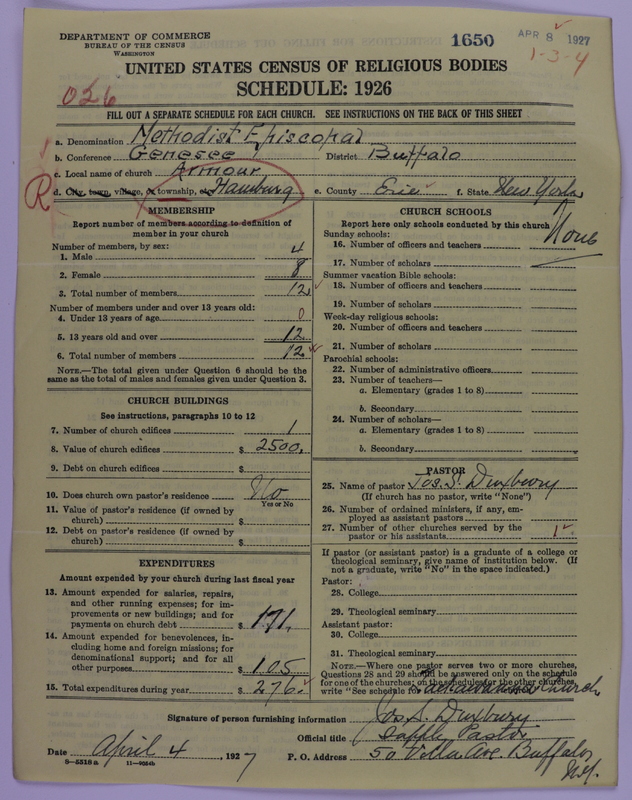 DEPARTMENT OF COMMERCE
BUREAU OF THE CENSUS
WASHINGTON
1650
APR 8 1927
1-3-4
UNITED STATES CENSUS OF RELIGIOUS BODIES
SCHEDULE: 1926
026
FILL OUT A SEPARATE SCHEDULE FOR EACH CHURCH. SEE INSTRUCTIONS ON THE BACK OF THIS SHEET
a. Denomination Methodist Episcopal
b. Conference Genesee District Buffalo
c. Local name of church Armour
R d. City, town, village, or township, or Hamburg e. County Erie f. State New York
MEMBERSHIP
Report number of members according to definition of member in your church
Number of members, by sex:
1. Male 4
2. Female 8
3. Total number of members 12
Number of members under and over 13 years old:
4. Under 13 years of age 0
5. 13 years old and over 12
6. Total number of members 12
NOTE.—The total given under Question 6 should be the same as the total of males and females given under Question 3.
CHURCH BUILDINGS
See instructions, paragraphs 10 to 12
7. Number of church edifices 1
8. Value of church edifices $ 2500.
9. Debt on church edifices $
10. Does church own pastor's residence No
Yes or No
11. Value of pastor's residence (if owned by church) $
12. Debt on pastor's residence (if owned by church) $
EXPENDITURES
Amount expended by your church during last fiscal year
13. Amount expended for salaries, repairs, and other running expenses; for improvements or new buildings; and for payments on church debt $ 171.
14. Amount expended for benevolences, including home and foreign missions; for denominational support; and for all other purposes $ 105
15. Total expenditures during year $ 276.
CHURCH SCHOOLS
Report here only schools conducted by this church
None
Sunday schools:
16. Number of officers and teachers
17. Number of scholars
Summer vacation Bible schools:
18. Number of officers and teachers
19. Number of scholars
Week-day religious schools:
20. Number of officers and teachers
21. Number of scholars
Parochial schools:
22. Number of administrative officers
23. Number of teachers—
a. Elementary (grades 1 to 8)
b. Secondary
24. Number of scholars—
a. Elementary (grades 1 to 8)
b. Secondary
PASTOR
25. Name of pastor Jos. S. Duxbury
(If church has no pastor, write "None")
26. Number of ordained ministers, if any, employed as assistant pastors
27. Number of other churches served by the pastor or his assistants 1
If pastor (or assistant pastor) is a graduate of a college or theological seminary, give name of institution below. (If not a graduate, write "No" in the space indicated.)
Pastor:
28. College
29. Theological seminary
Assistant pastor:
30. College
31. Theological seminary
NOTE.—Where one pastor serves two or more churches, Questions 28 and 29 should be answered only on the schedule for one of the churches; on the schedules for the other churches, write "See schedule for Lackawanna Church
Signature of person furnishing information Jos. S. Duxbury
Official title Supply Pastor
Date April 4, 1927
P. O. Address 50 Villa Ave. Buffalo, N.Y.
8—5518 a